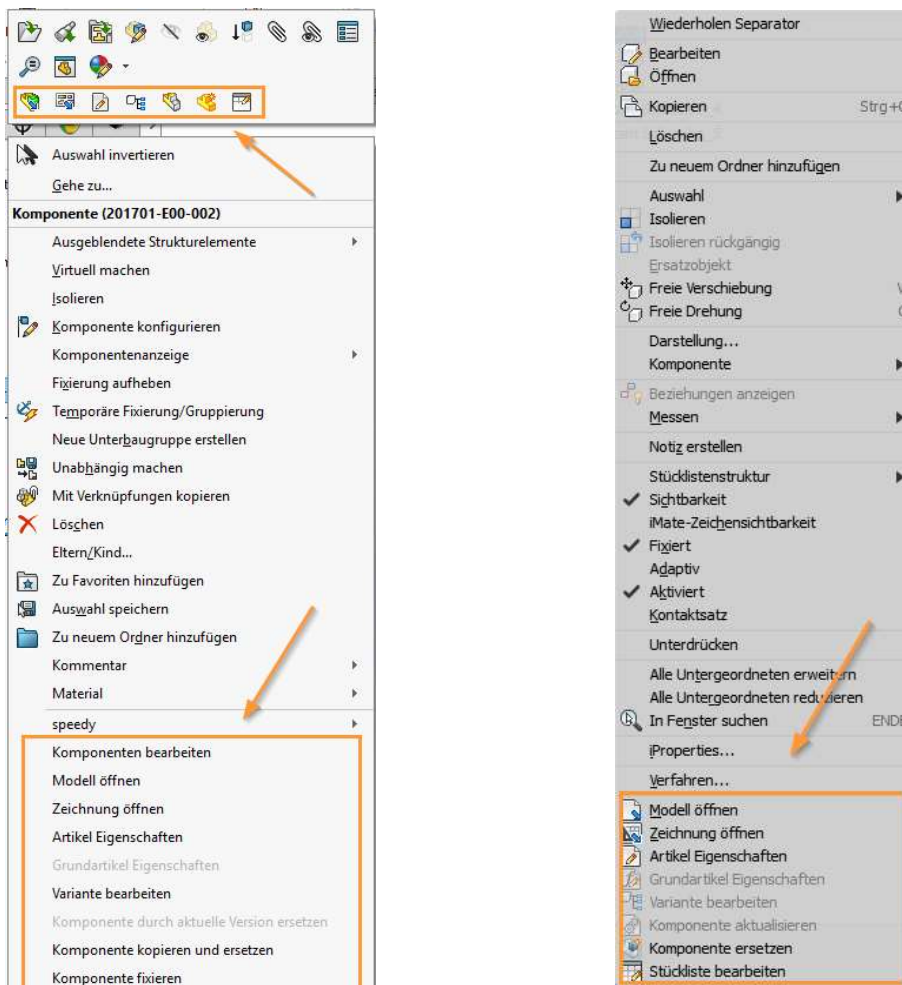 Auswahl invertieren
Gehe zu...
Komponente (201701-E00-002)
Ausgeblendete Strukturelemente
Virtuell machen
Isolieren
Komponente konfigurieren
Komponentenanzeige
Fixierung aufheben
Temporäre Fixierung/Gruppierung
Neue Unterbaugruppe erstellen
Unabhängig machen
Mit Verknüpfungen kopieren
Löschen
Eltern/Kind...
Zu Favoriten hinzufügen
Auswahl speichern
Zu neuem Ordner hinzufügen
Kommentar
Material
speedy
Komponenten bearbeiten
Modell öffnen
Zeichnung öffnen
Artikel Eigenschaften
Grundartikel Eigenschaften
Variante bearbeiten
Komponente durch aktuelle Version ersetzen
Komponente kopieren und ersetzen
Komponente fixieren
Wiederholen Separator
Bearbeiten
Öffnen
Kopieren Strg+C
Löschen
Zu neuem Ordner hinzufügen
Auswahl
Isolieren
Isolieren rückgängig
Ersatzobjekt
Freie Verschiebung
Freie Drehung
Darstellung...
Komponente
Beziehungen anzeigen
Messen
Notiz erstellen
Stücklistenstruktur
Sichtbarkeit
iMate-Zeichensichtbarkeit
Fixiert
Adaptiv
Aktiviert
Kontaktsatz
Unterdrücken
Alle Untergeordneten erweitern
Alle Untergeordneten reduzieren
In Fenster suchen ENDE
iProperties...
Verfahren...
Modell öffnen
Zeichnung öffnen
Artikel Eigenschaften
Grundartikel Eigenschaften
Variante bearbeiten
Komponente aktualisieren
Komponente ersetzen
Stückliste bearbeiten